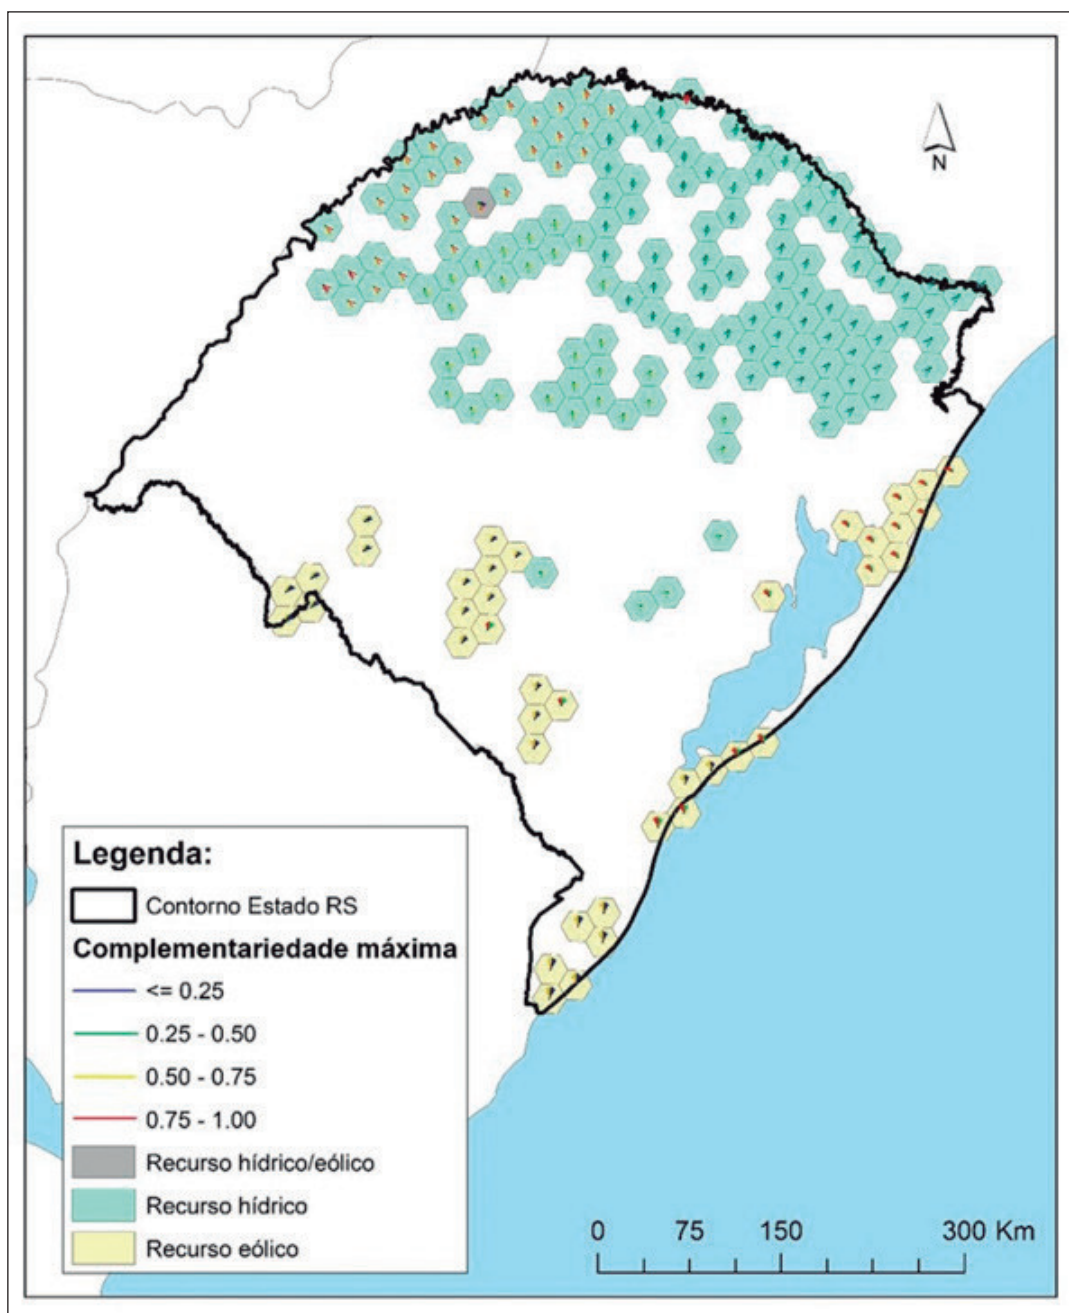 N
Legenda:
Contorno Estado RS
Complementariedade máxima
<= 0.25
0.25 - 0.50
0.50 - 0.75
0.75 - 1.00
Recurso hídrico/eólico
Recurso hídrico
Recurso eólico
0 75 150 300 Km